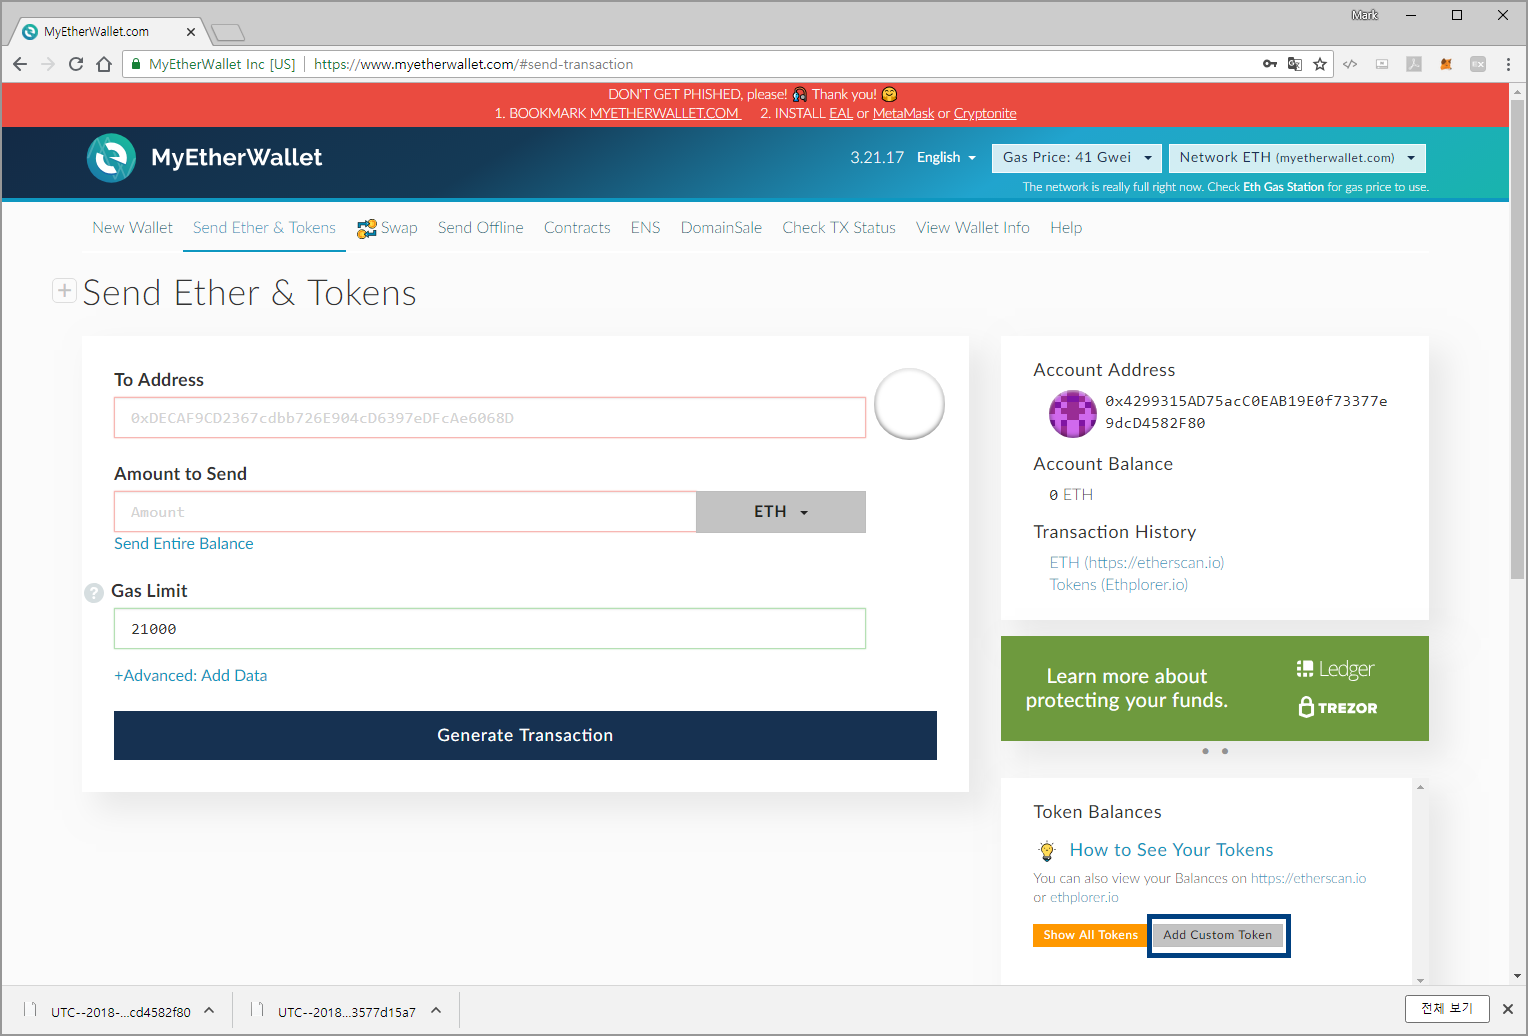 MyEtherWallet.com
Mark
MyEtherWallet Inc [US]
https://www.myetherwallet.com/#send-transaction
DON'T GET PHISHED, please! Thank you!
1. BOOKMARK MYETHERWALLET.COM 2. INSTALL EAL or MetaMask or Cryptonite
MyEtherWallet
3.21.17
English
Gas Price: 41 Gwei
Network ETH (myetherwallet.com)
The network is really full right now. Check Eth Gas Station for gas price to use.
New Wallet
Send Ether & Tokens
Swap
Send Offline
Contracts
ENS
DomainSale
Check TX Status
View Wallet Info
Help
Send Ether & Tokens
To Address
0xDECAF9CD2367cdbb726E904cD6397eDFcAe6068D
Amount to Send
Amount
ETH
Send Entire Balance
Gas Limit
21000
+Advanced: Add Data
Generate Transaction
Account Address
0x4299315AD75acC0EAB19E0f73377e
9dcD4582F80
Account Balance
0 ETH
Transaction History
ETH (https://etherscan.io)
Tokens (Ethplorer.io)
Learn more about
protecting your funds.
Ledger
TREZOR
Token Balances
How to See Your Tokens
You can also view your Balances on https://etherscan.io
or ethplorer.io
Show All Tokens
Add Custom Token
UTC--2018-...cd4582f80
UTC--2018...3577d15a7
전체 보기